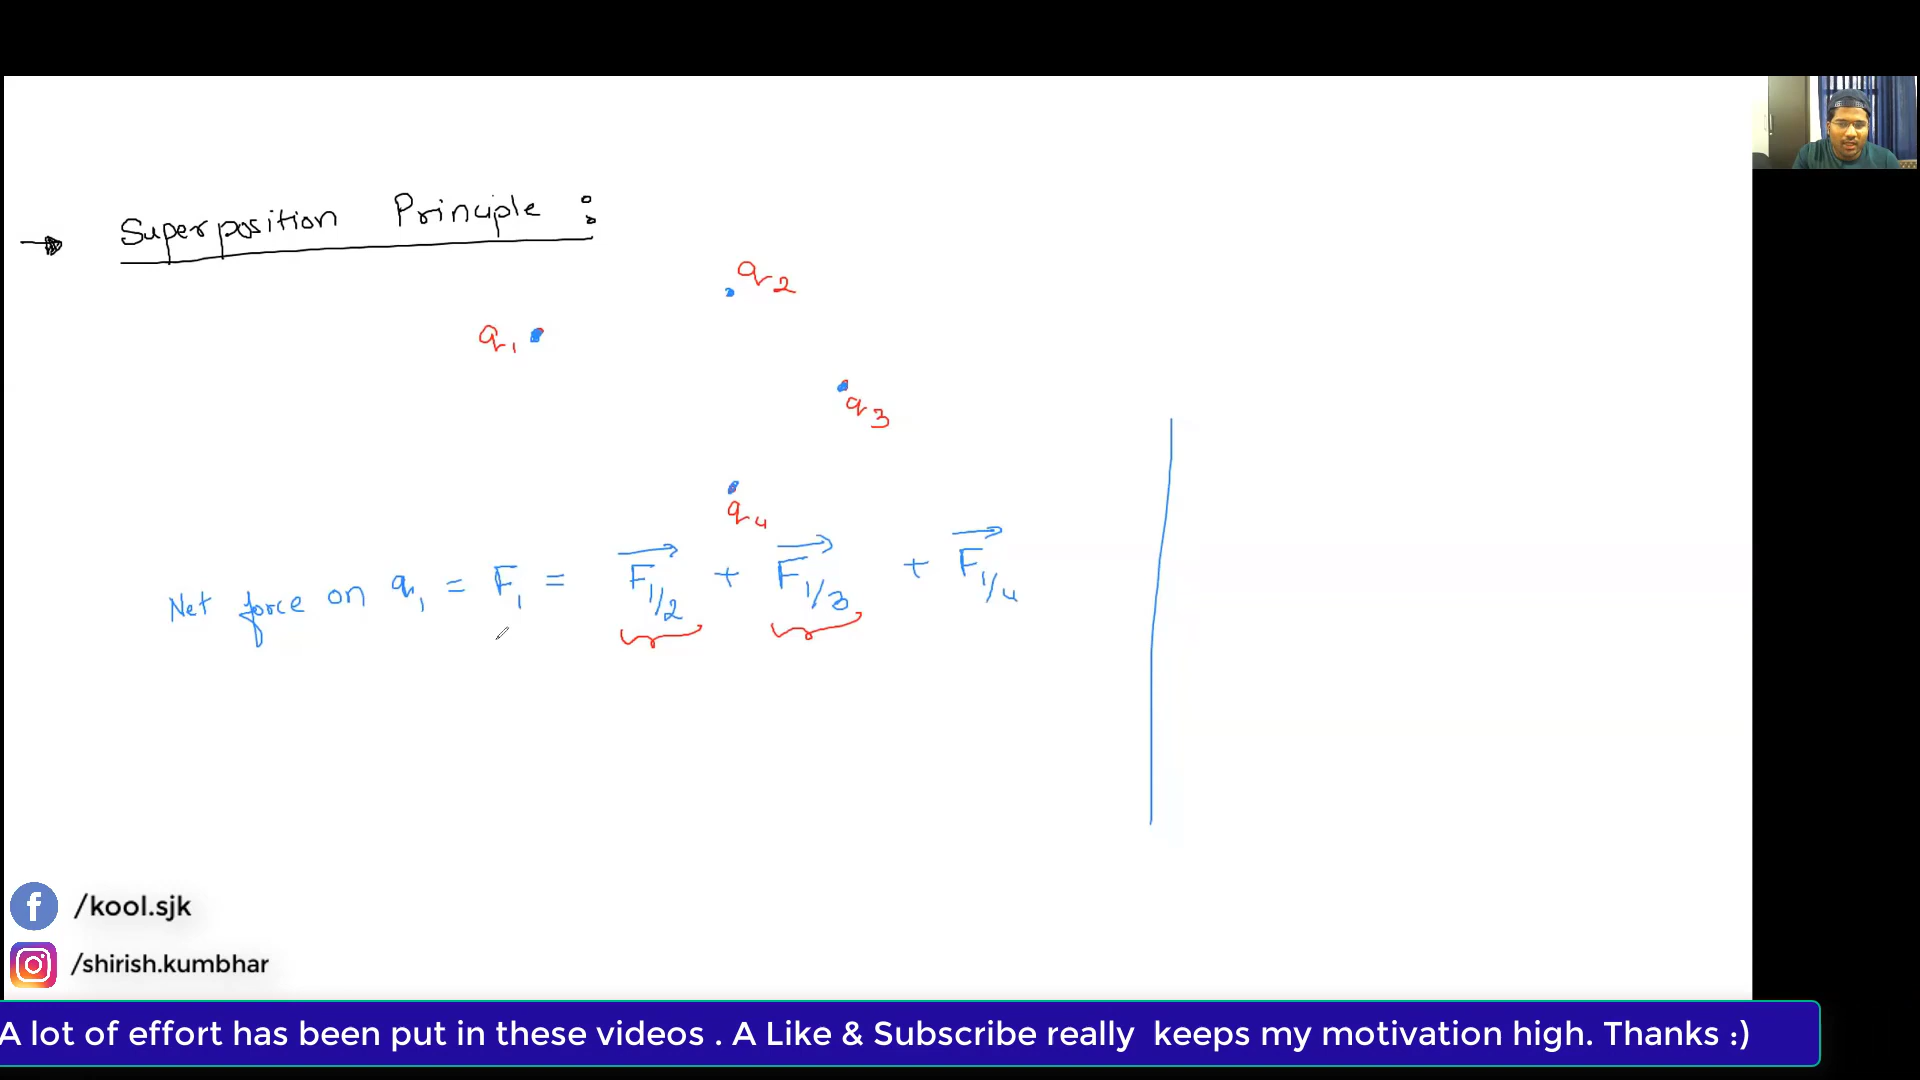 → Superposition Principle :
q2
q1
q3
q4
Net force on q1 = F1 = F1/2 + F1/3 + F1/4
/kool.sjk
/shirish.kumbhar
A lot of effort has been put in these videos . A Like & Subscribe really keeps my motivation high. Thanks :)